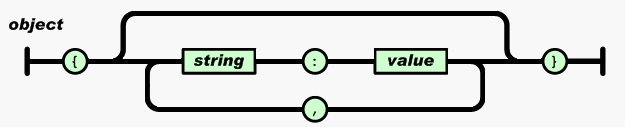 object
{ string : value }
,